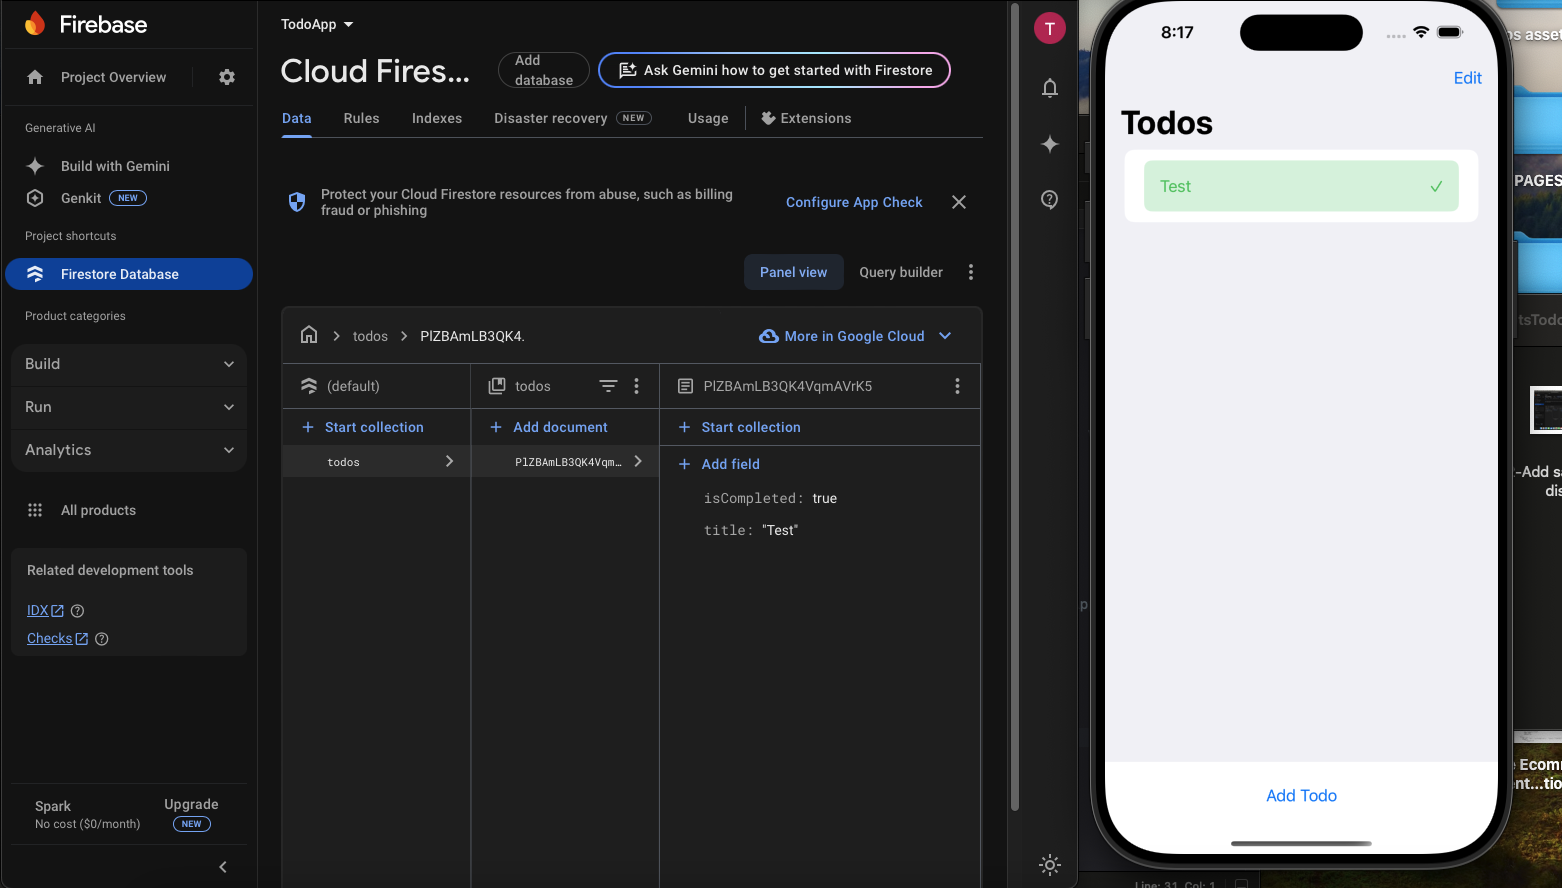 Firebase
Project Overview
Generative AI
Build with Gemini
Genkit NEW
Project shortcuts
Firestore Database
Product categories
Build
Run
Analytics
All products
Related development tools
IDX
Checks
Spark
No cost ($0/month)
Upgrade
NEW
TodoApp
Cloud Fires...
Add
database
Ask Gemini how to get started with Firestore
Data Rules Indexes Disaster recovery NEW Usage Extensions
Protect your Cloud Firestore resources from abuse, such as billing
fraud or phishing
Configure App Check
Panel view Query builder
todos PlZBAmLB3QK4.
More in Google Cloud
(default)
Start collection
todos
todos
Add document
PlZBAmLB3QK4Vqm…
PlZBAmLB3QK4VqmAVrK5
Start collection
Add field
isCompleted: true
title: "Test"
T
8:17
Edit
Todos
Test
Add Todo
os asset
PAGES
tsTodo
-Add sa
dis
Ecom
ent...tio
p
Line: 31 Col: 1